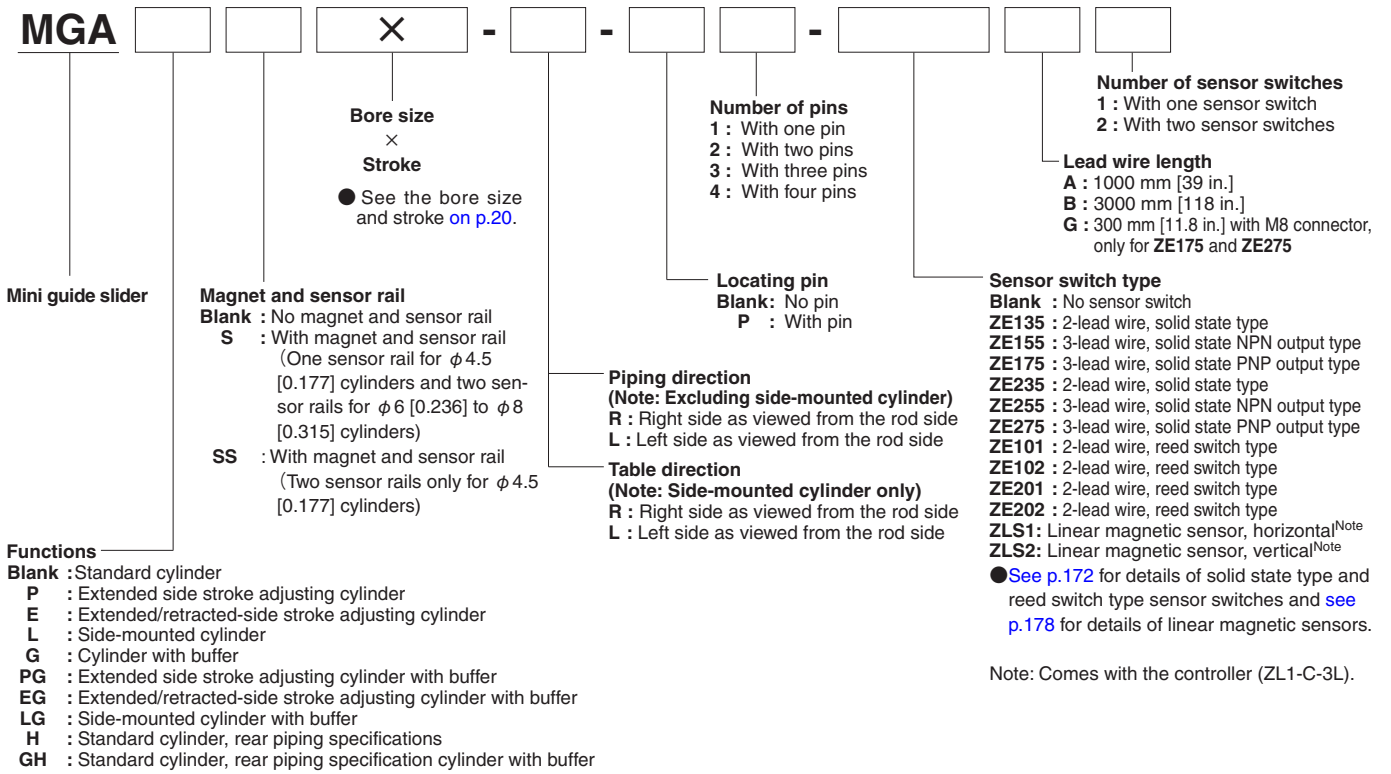 MGA × - - -
Mini guide slider
Functions
Blank : Standard cylinder
P : Extended side stroke adjusting cylinder
E : Extended/retracted-side stroke adjusting cylinder
L : Side-mounted cylinder
G : Cylinder with buffer
PG : Extended side stroke adjusting cylinder with buffer
EG : Extended/retracted-side stroke adjusting cylinder with buffer
LG : Side-mounted cylinder with buffer
H : Standard cylinder, rear piping specifications
GH : Standard cylinder, rear piping specification cylinder with buffer
Magnet and sensor rail
Blank : No magnet and sensor rail
S : With magnet and sensor rail
(One sensor rail for φ4.5
[0.177] cylinders and two sen-
sor rails for φ6 [0.236] to φ8
[0.315] cylinders)
SS : With magnet and sensor rail
(Two sensor rails only for φ4.5
[0.177] cylinders)
Bore size
×
Stroke
● See the bore size
and stroke on p.20.
Piping direction
(Note: Excluding side-mounted cylinder)
R : Right side as viewed from the rod side
L : Left side as viewed from the rod side
Table direction
(Note: Side-mounted cylinder only)
R : Right side as viewed from the rod side
L : Left side as viewed from the rod side
Locating pin
Blank: No pin
P : With pin
Number of pins
1 : With one pin
2 : With two pins
3 : With three pins
4 : With four pins
Sensor switch type
Blank : No sensor switch
ZE135 : 2-lead wire, solid state type
ZE155 : 3-lead wire, solid state NPN output type
ZE175 : 3-lead wire, solid state PNP output type
ZE235 : 2-lead wire, solid state type
ZE255 : 3-lead wire, solid state NPN output type
ZE275 : 3-lead wire, solid state PNP output type
ZE101 : 2-lead wire, reed switch type
ZE102 : 2-lead wire, reed switch type
ZE201 : 2-lead wire, reed switch type
ZE202 : 2-lead wire, reed switch type
ZLS1: Linear magnetic sensor, horizontalNote
ZLS2: Linear magnetic sensor, verticalNote
●See p.172 for details of solid state type and
reed switch type sensor switches and see
p.178 for details of linear magnetic sensors.
Note: Comes with the controller (ZL1-C-3L).
Lead wire length
A : 1000 mm [39 in.]
B : 3000 mm [118 in.]
G : 300 mm [11.8 in.] with M8 connector,
only for ZE175 and ZE275
Number of sensor switches
1 : With one sensor switch
2 : With two sensor switches